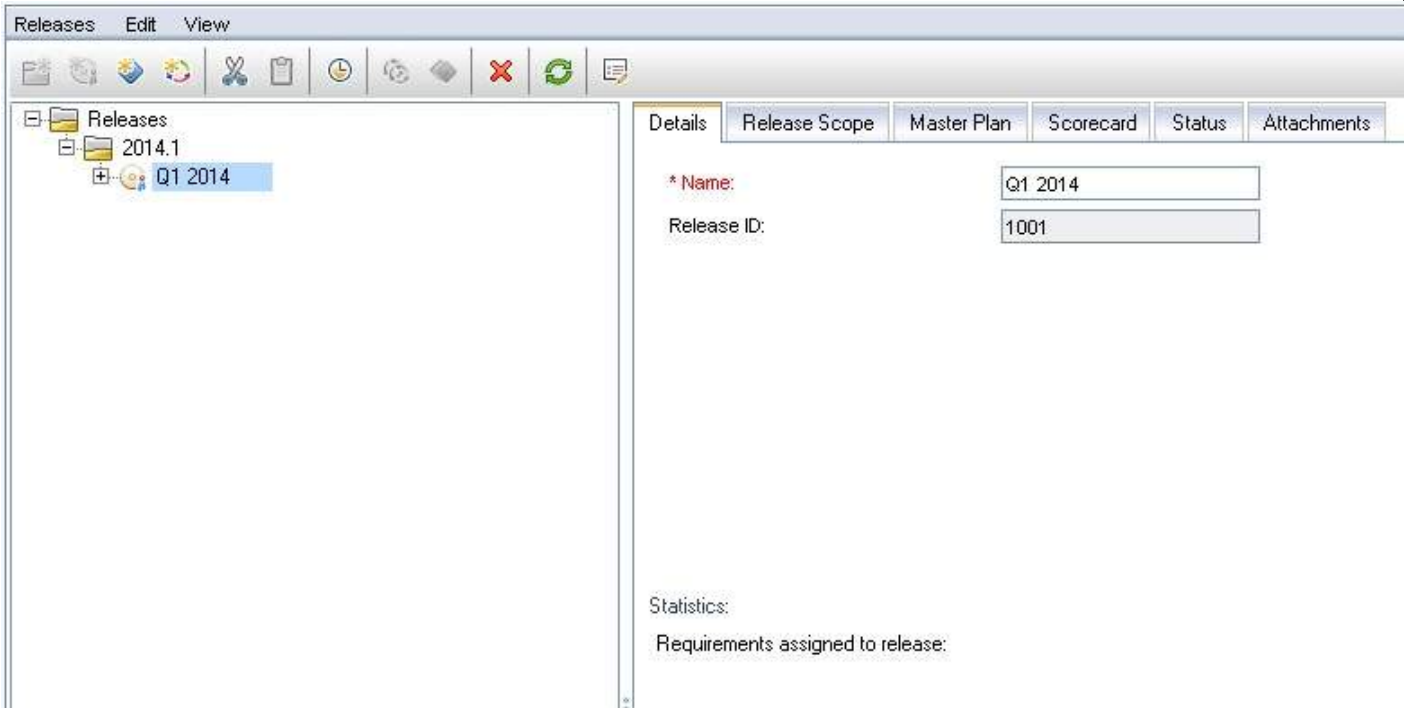 Releases Edit View
Releases
2014.1
Q1 2014
Details Release Scope Master Plan Scorecard Status Attachments
* Name: Q1 2014
Release ID: 1001
Statistics:
Requirements assigned to release: